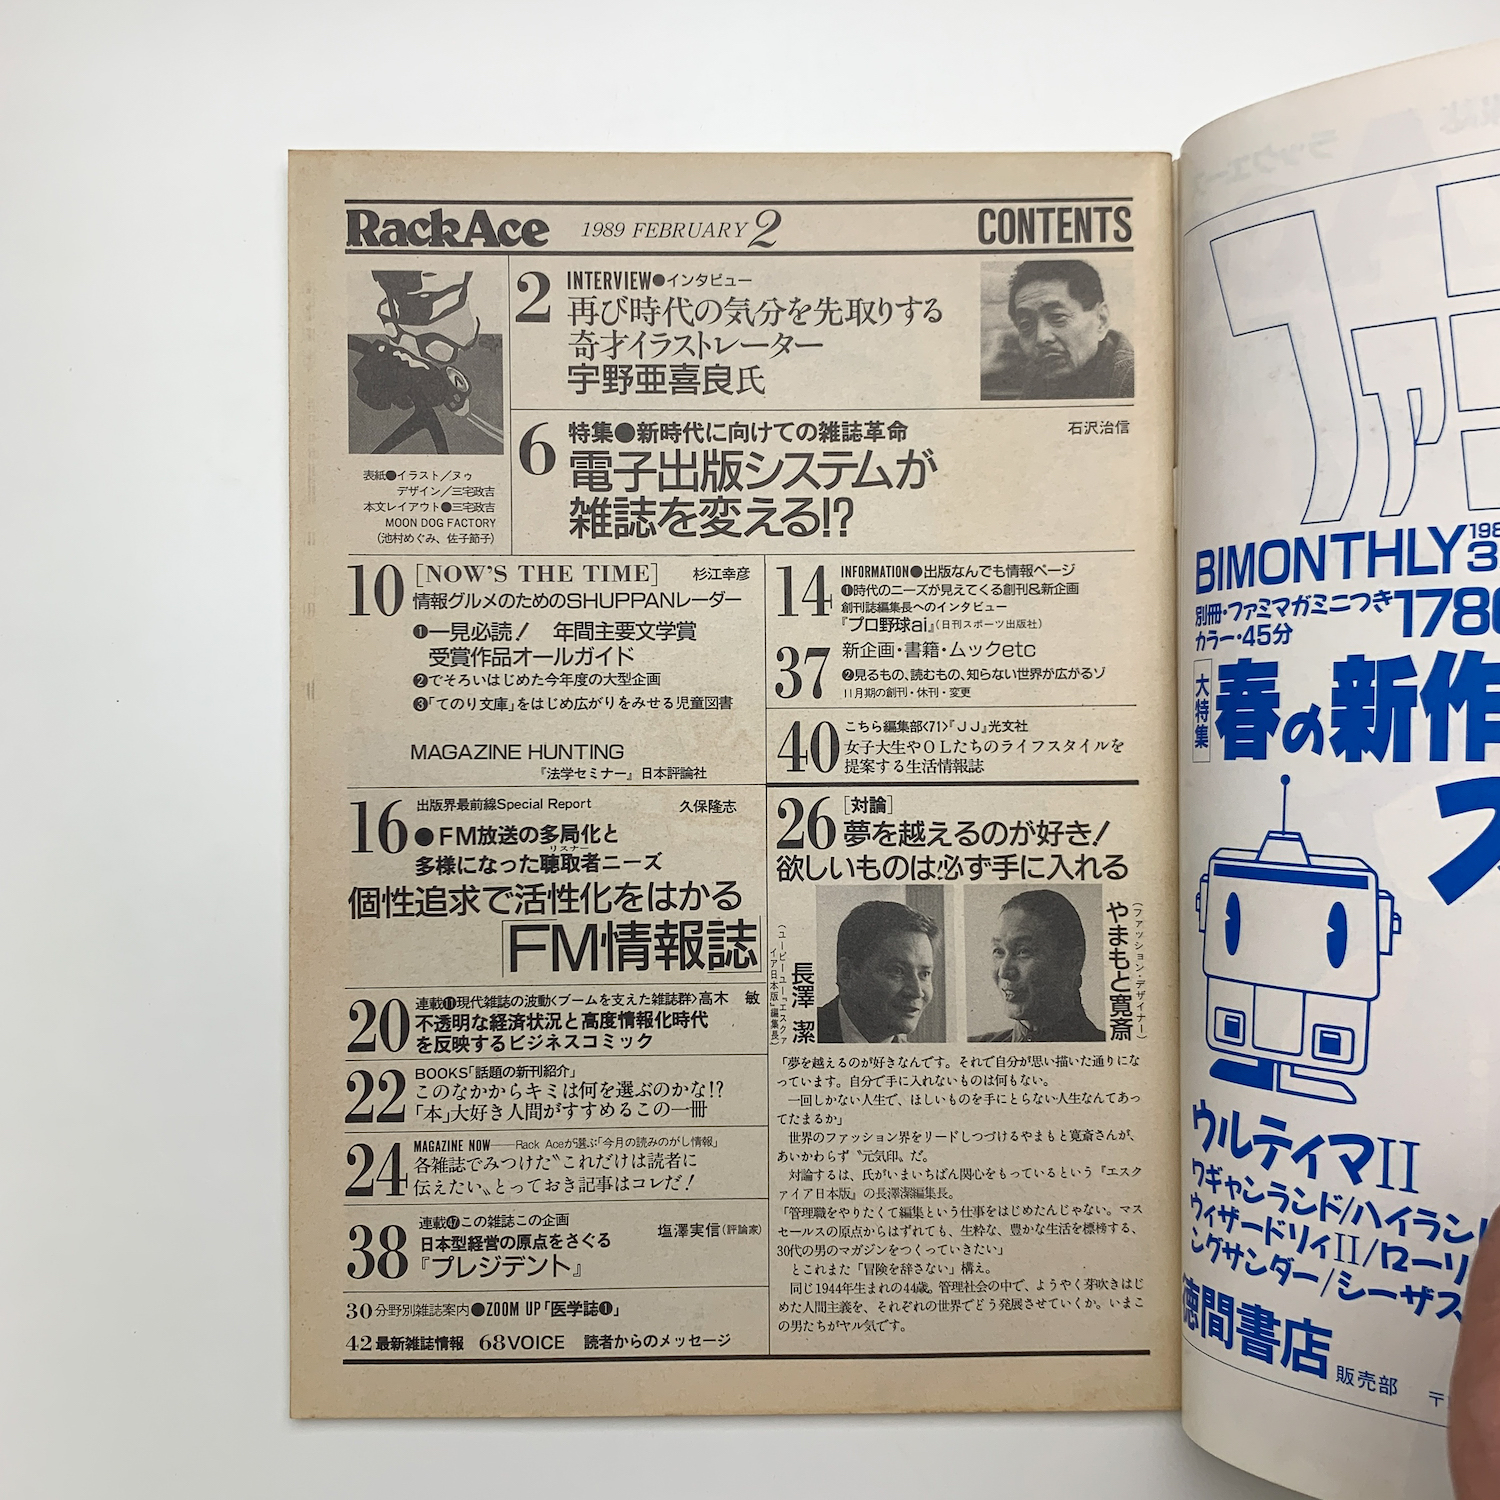 RackAce 1989 FEBRUARY 2 CONTENTS
表紙●イラスト／ヌゥ
デザイン／三宅政吉
本文レイアウト●三宅政吉
MOON DOG FACTORY
(池村めぐみ、佐子節子)
2 INTERVIEW●インタビュー
再び時代の気分を先取りする
奇才イラストレーター
宇野亜喜良氏
6 特集●新時代に向けての雑誌革命
石沢治信
電子出版システムが
雑誌を変える!?
10 [NOW'S THE TIME] 杉江幸彦
情報グルメのためのSHUPPANレーダー
❶一見必読！ 年間主要文学賞
受賞作品オールガイド
❷でそろいはじめた今年度の大型企画
❸「てのり文庫」をはじめ広がりをみせる児童図書
MAGAZINE HUNTING
『法学セミナー』日本評論社
14 INFORMATION●出版なんでも情報ページ
❶時代のニーズが見えてくる創刊&新企画
創刊誌編集長へのインタビュー
『プロ野球ai』(日刊スポーツ出版社)
37 新企画・書籍・ムックetc
❷見るもの、読むもの、知らない世界が広がるゾ
11月期の創刊・休刊・変更
40 こちら編集部〈71〉『JJ』光文社
女子大生やOLたちのライフスタイルを
提案する生活情報誌
16 出版界最前線Special Report 久保隆志
●FM放送の多局化と
リスナー
多様になった聴取者ニーズ
個性追求で活性化をはかる
「FM情報誌」
20 連載⓫現代雑誌の波動〈ブームを支えた雑誌群〉高木 敏
不透明な経済状況と高度情報化時代
を反映するビジネスコミック
22 BOOKS「話題の新刊紹介」
このなかからキミは何を選ぶのかな!?
「本」大好き人間がすすめるこの一冊
24 MAGAZINE NOW——Rack Aceが選ぶ「今月の読みのがし情報」
各雑誌でみつけた〝これだけは読者に
伝えたい〟とっておき記事はコレだ！
38 連載㊼この雑誌この企画 塩澤実信(評論家)
日本型経営の原点をさぐる
『プレジデント』
30分野別雑誌案内●ZOOM UP「医学誌❶」
42最新雑誌情報 68VOICE 読者からのメッセージ
26 [対論]
夢を越えるのが好き！
欲しいものは必ず手に入れる
(ファッション・デザイナー)
やまもと寛斎
長澤 潔
(ユーピーユー『エスクァイア日本版』編集長)
「夢を越えるのが好きなんです。それで自分が思い描いた通りにな
っています。自分で手に入れないものは何もない。
一回しかない人生で、ほしいものを手にとらない人生なんてあっ
てたまるか」
世界のファッション界をリードしつづけるやまもと寛斎さんが、
あいかわらず〝元気印〟だ。
対論するは、氏がいまいちばん関心をもっているという『エスク
ァイア日本版』の長澤潔編集長。
「管理職をやりたくて編集という仕事をはじめたんじゃない。マス
セールスの原点からはずれても、生粋な、豊かな生活を標榜する、
30代の男のマガジンをつくっていきたい」
とこれまた「冒険を辞さない」構え。
同じ1944年生まれの44歳。管理社会の中で、ようやく芽吹きはじ
めた人間主義を、それぞれの世界でどう発展させていくか。いまこ
の男たちがヤル気です。
ファミ
BIMONTHLY 198
3
別冊・ファミマガミニつき 178
カラー・45分
大特集 春の新作
ス
ウルティマII
ワギャンランド/ハイラン
ウィザードリィII/ローリ
ングサンダー/シーザス
徳間書店 販売部 〒